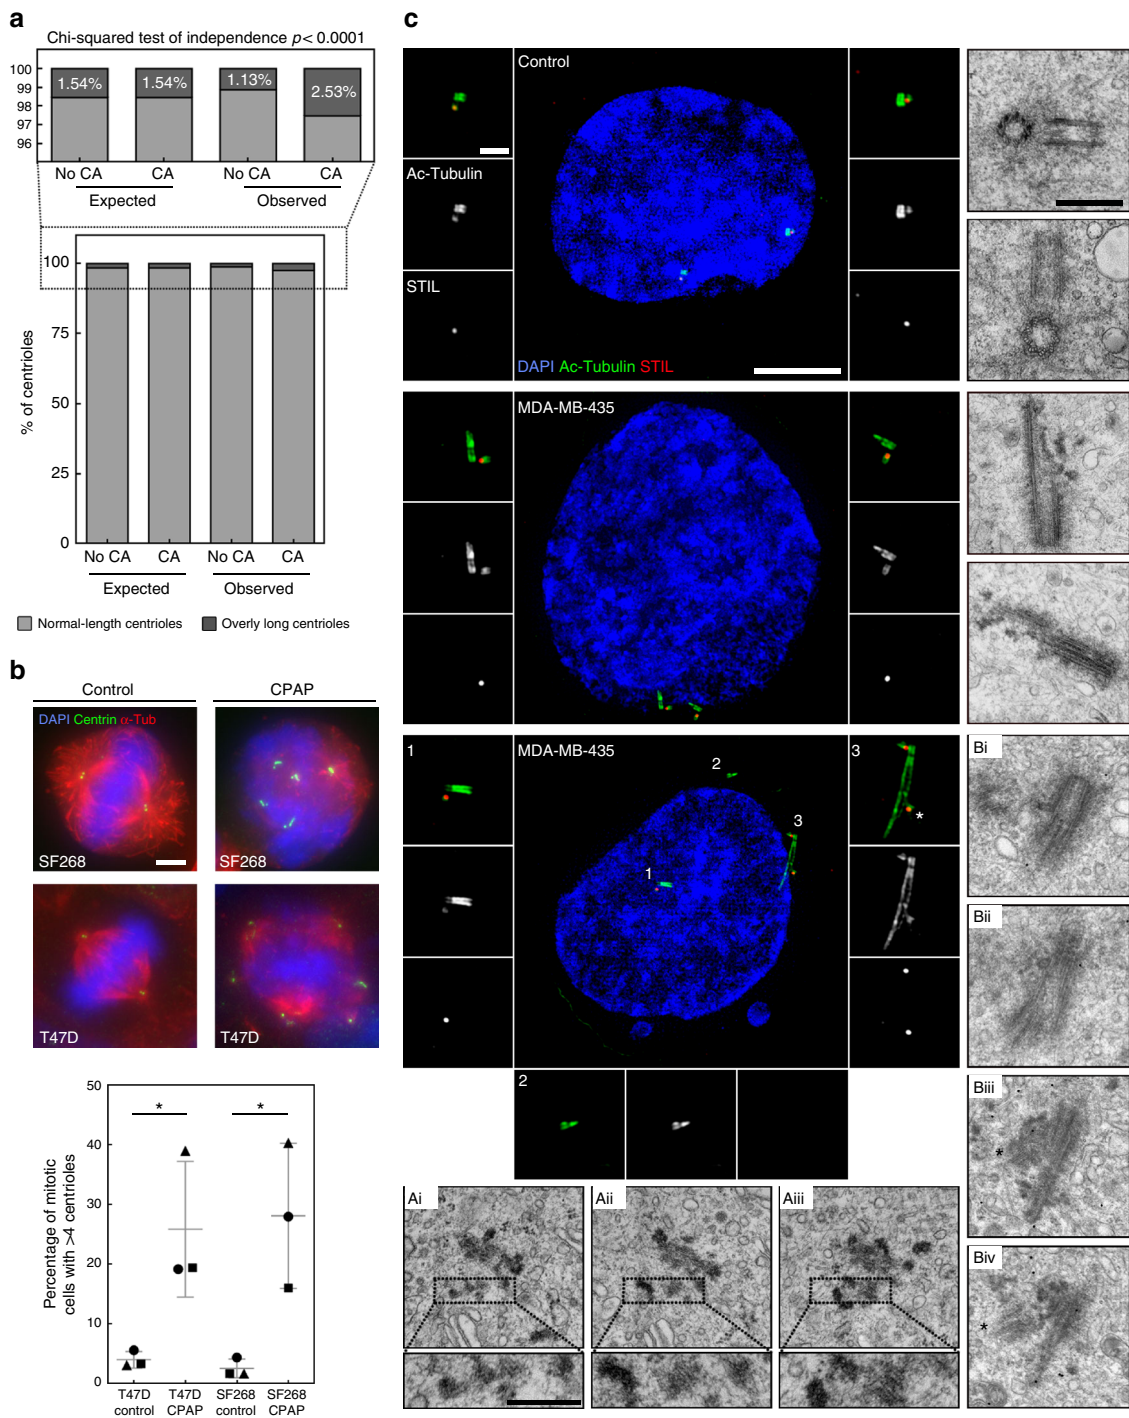 a
Chi-squared test of independence p< 0.0001
100
99
98
97
96
1.54%
1.54%
1.13%
2.53%
No CA
CA
No CA
CA
Expected
Observed
% of centrioles
100
75
50
25
0
No CA
CA
No CA
CA
Expected
Observed
Normal-length centrioles
Overly long centrioles
b
Control
CPAP
DAPI Centrin α-Tub
SF268
SF268
T47D
T47D
Percentage of mitotic
cells with >4 centrioles
50
40
30
20
10
0
*
*
T47D
control
T47D
CPAP
SF268
control
SF268
CPAP
c
Control
Ac-Tubulin
STIL
DAPI Ac-Tubulin STIL
MDA-MB-435
1
MDA-MB-435
2
3
1
3
*
2
Ai
Aii
Aiii
Bi
Bii
Biii
*
Biv
*